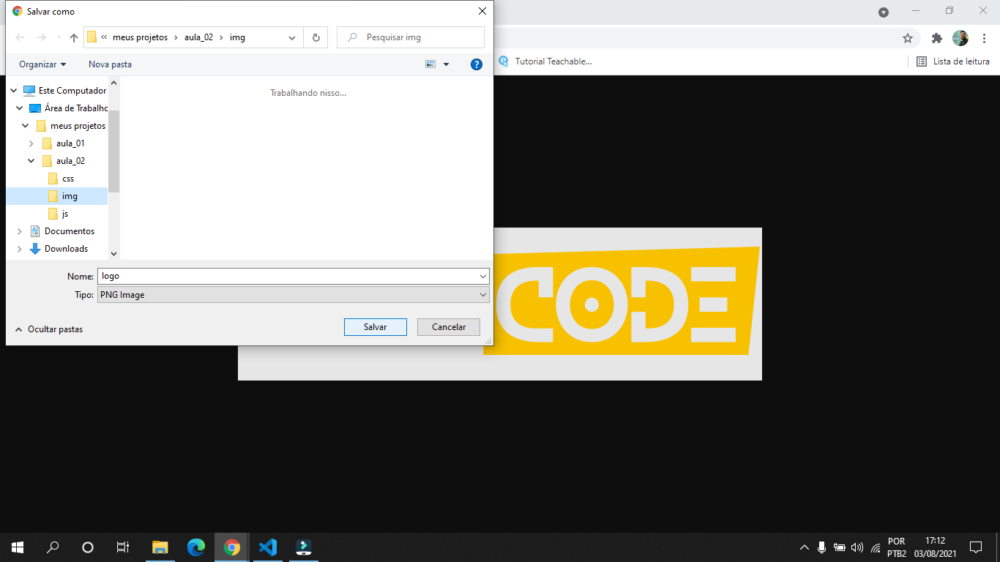 Salvar como
« meus projetos › aula_02 › img
Pesquisar img
Organizar
Nova pasta
?
Tutorial Teachable...
Lista de leitura
Este Computador
Trabalhando nisso...
Área de Trabalho
meus projetos
aula_01
aula_02
css
img
js
Documentos
Downloads
Nome: logo
Tipo: PNG Image
Ocultar pastas
Salvar
Cancelar
CODE
POR
PTB2
17:12
03/08/2021